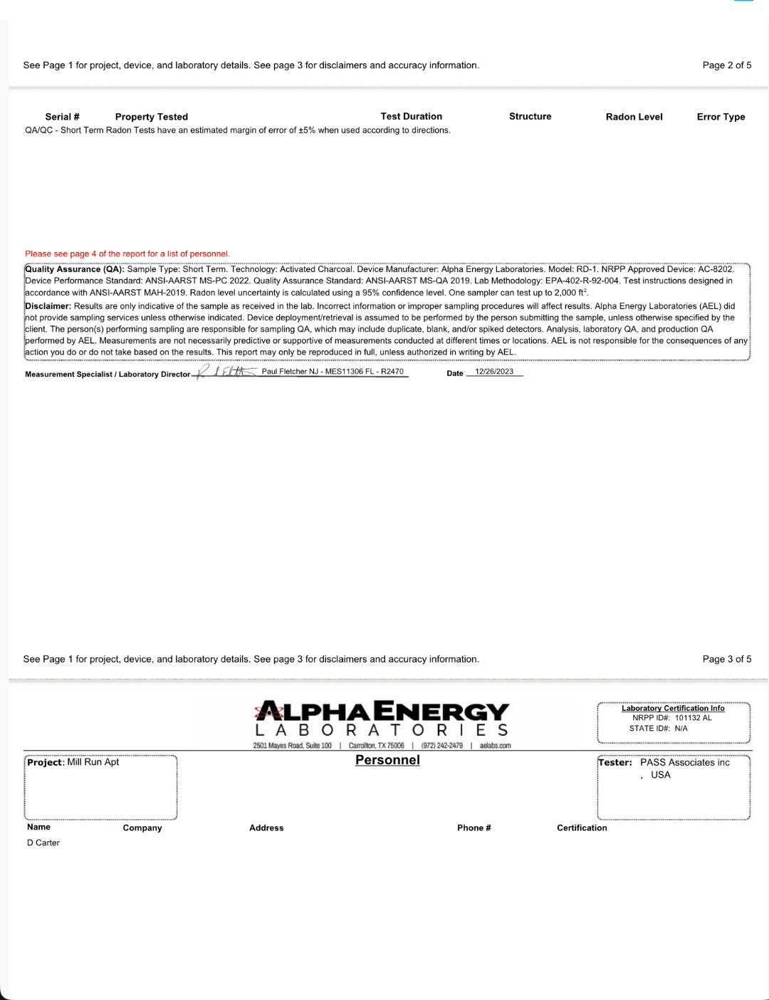 See Page 1 for project, device, and laboratory details. See page 3 for disclaimers and accuracy information. Page 2 of 5
Serial # Property Tested Test Duration Structure Radon Level Error Type
QA/QC - Short Term Radon Tests have an estimated margin of error of ±5% when used according to directions.
Please see page 4 of the report for a list of personnel.
Quality Assurance (QA): Sample Type: Short Term. Technology: Activated Charcoal. Device Manufacturer: Alpha Energy Laboratories. Model: RD-1. NRPP Approved Device: AC-8202.
Device Performance Standard: ANSI-AARST MS-PC 2022. Quality Assurance Standard: ANSI-AARST MS-QA 2019. Lab Methodology: EPA-402-R-92-004. Test instructions designed in
accordance with ANSI-AARST MAH-2019. Radon level uncertainty is calculated using a 95% confidence level. One sampler can test up to 2,000 ft².
Disclaimer: Results are only indicative of the sample as received in the lab. Incorrect information or improper sampling procedures will affect results. Alpha Energy Laboratories (AEL) did
not provide sampling services unless otherwise indicated. Device deployment/retrieval is assumed to be performed by the person submitting the sample, unless otherwise specified by the
client. The person(s) performing sampling are responsible for sampling QA, which may include duplicate, blank, and/or spiked detectors. Analysis, laboratory QA, and production QA
performed by AEL. Measurements are not necessarily predictive or supportive of measurements conducted at different times or locations. AEL is not responsible for the consequences of any
action you do or do not take based on the results. This report may only be reproduced in full, unless authorized in writing by AEL.
Measurement Specialist / Laboratory Director Paul Fletcher NJ - MES11306 FL - R2470 Date 12/26/2023
See Page 1 for project, device, and laboratory details. See page 3 for disclaimers and accuracy information. Page 3 of 5
ALPHAENERGY
LABORATORIES
2501 Mayes Road, Suite 100 | Carrollton, TX 75006 | (972) 242-2479 | aelabs.com
Laboratory Certification Info
NRPP ID#: 101132 AL
STATE ID#: N/A
Project: Mill Run Apt
Personnel
Tester: PASS Associates inc
, USA
Name Company Address Phone # Certification
D Carter